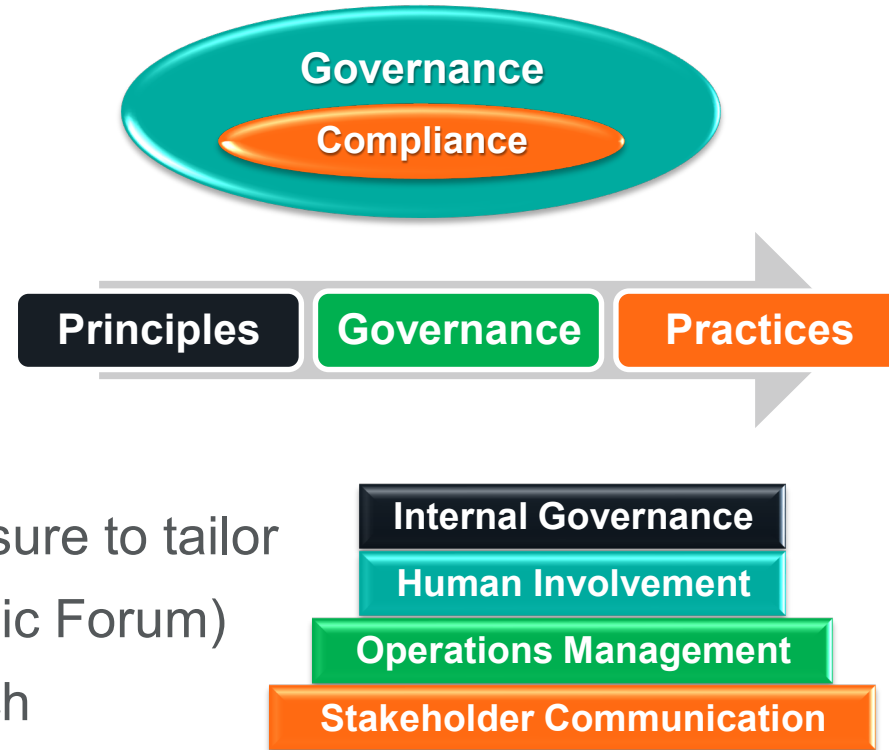 Governance
Compliance
Principles Governance Practices
sure to tailor
ic Forum)
Internal Governance
Human Involvement
Operations Management
Stakeholder Communication